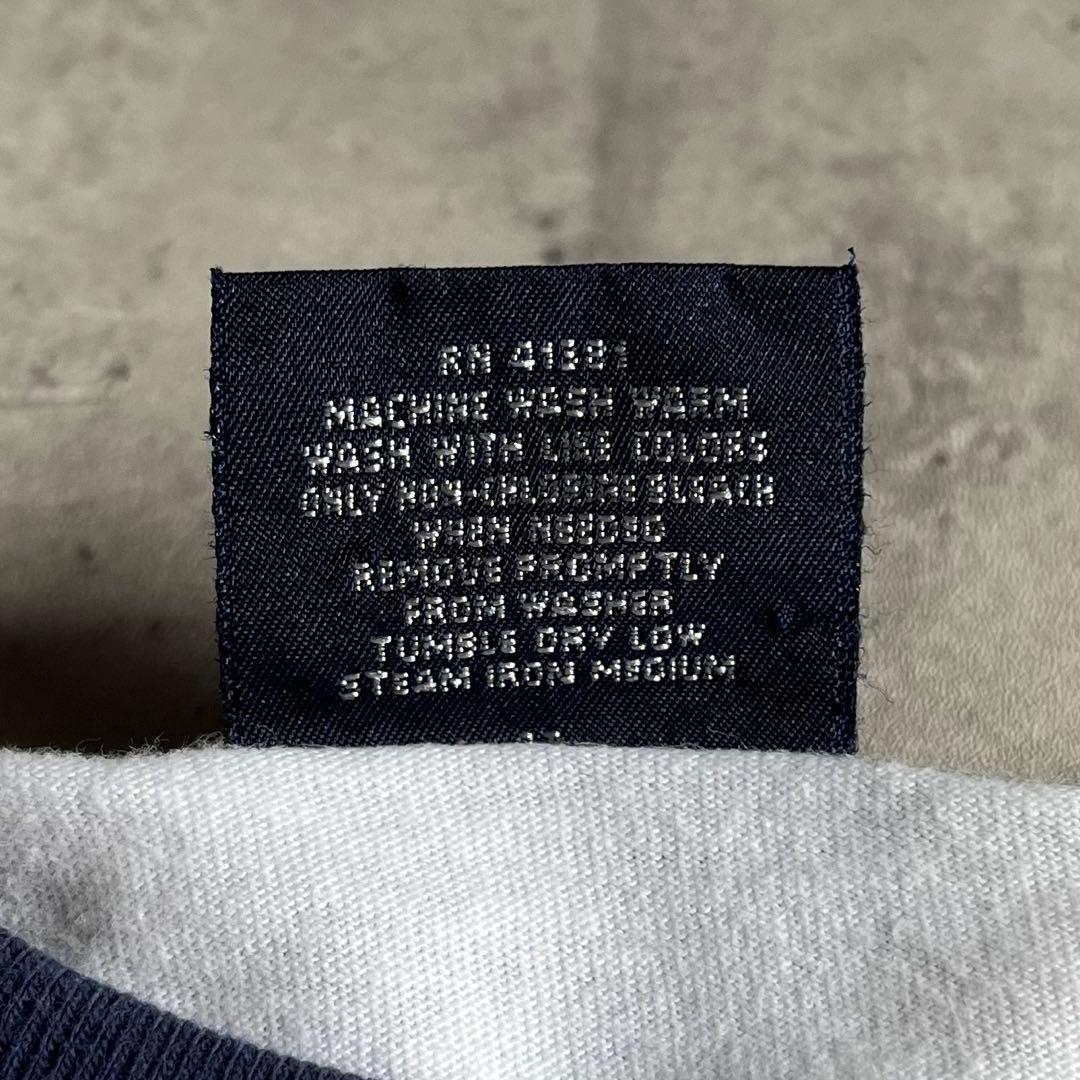 RN 41381
MACHINE WASH WARM
WASH WITH LIKE COLORS
ONLY NON-CHLORINE BLEACH
WHEN NEEDED
REMOVE PROMPTLY
FROM WASHER
TUMBLE DRY LOW
STEAM IRON MEDIUM